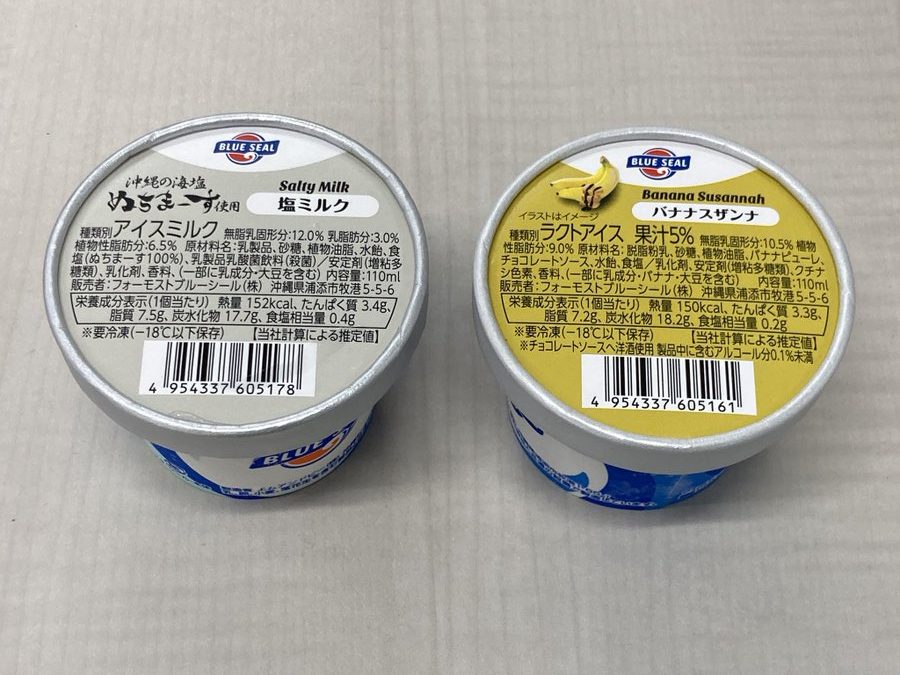 BLUE SEAL
沖縄の海塩
ぬちまーす使用
Salty Milk
塩ミルク
種類別アイスミルク 無脂乳固形分:12.0% 乳脂肪分:3.0%
植物性脂肪分:6.5% 原材料名:乳製品、砂糖、植物油脂、水飴、食
塩(ぬちまーす100%)、乳製品乳酸菌飲料(殺菌)/安定剤(増粘多
糖類)、乳化剤、香料、(一部に乳成分・大豆を含む) 内容量:110ml
販売者:フォーモストブルーシール(株) 沖縄県浦添市牧港5-5-6
栄養成分表示(1個当たり) 熱量 152kcal、たんぱく質 3.4g、
脂質 7.5g、炭水化物 17.7g、食塩相当量 0.4g
※要冷凍(−18℃以下保存) 【当社計算による推定値】
4 954337 605178
BLUE SEAL
BLUE SEAL
Banana Susannah
バナナスザンナ
イラストはイメージ
種類別ラクトアイス 果汁5% 無脂乳固形分:10.5% 植物
性脂肪分:9.0% 原材料名:脱脂粉乳、砂糖、植物油脂、バナナピューレ、
チョコレートソース、水飴、食塩/乳化剤、安定剤(増粘多糖類)、クチナ
シ色素、香料、(一部に乳成分・バナナ・大豆を含む) 内容量:110ml
販売者:フォーモストブルーシール(株) 沖縄県浦添市牧港5-5-6
栄養成分表示(1個当たり) 熱量 150kcal、たんぱく質 3.3g、
脂質 7.2g、炭水化物 18.2g、食塩相当量 0.2g
※要冷凍(−18℃以下保存) 【当社計算による推定値】
※チョコレートソースへ洋酒使用 製品中に含むアルコール分0.1%未満
4 954337 605161